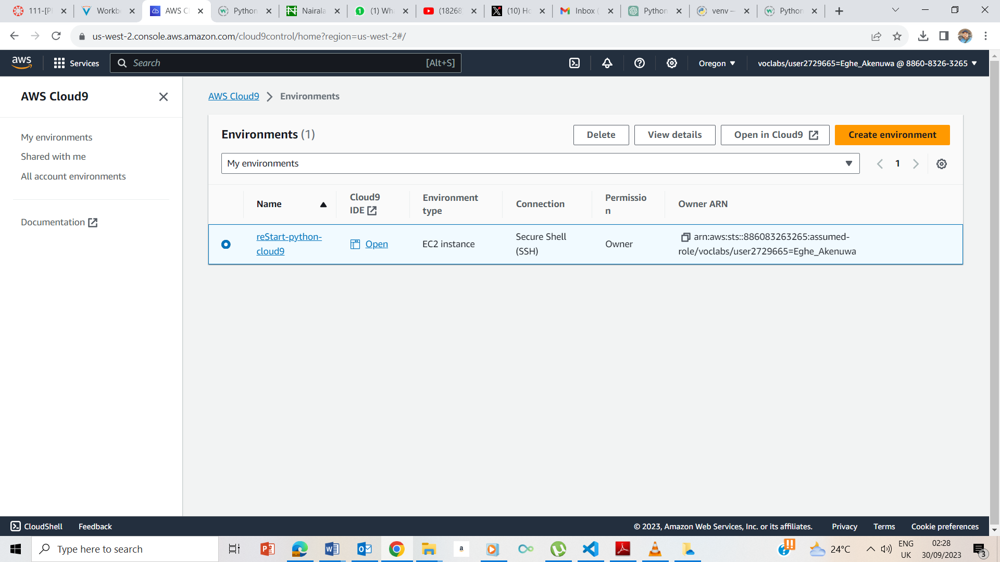 111-[P
Workbe
AWS Cl
Python
Nairala
(1) Wha
(18268
(10) Ho
Inbox (
Python
venv —
Python
us-west-2.console.aws.amazon.com/cloud9control/home?region=us-west-2#/
aws
Services
Search
[Alt+S]
Oregon
voclabs/user2729665=Eghe_Akenuwa @ 8860-8326-3265
AWS Cloud9
My environments
Shared with me
All account environments
Documentation
AWS Cloud9
Environments
Environments (1)
Delete
View details
Open in Cloud9
Create environment
My environments
1
Name
Cloud9
IDE
Environment
type
Connection
Permissio
n
Owner ARN
reStart-python-
cloud9
Open
EC2 instance
Secure Shell
(SSH)
Owner
arn:aws:sts::886083263265:assumed-
role/voclabs/user2729665=Eghe_Akenuwa
CloudShell
Feedback
© 2023, Amazon Web Services, Inc. or its affiliates.
Privacy
Terms
Cookie preferences
Type here to search
a
24°C
ENG
UK
02:28
30/09/2023
3